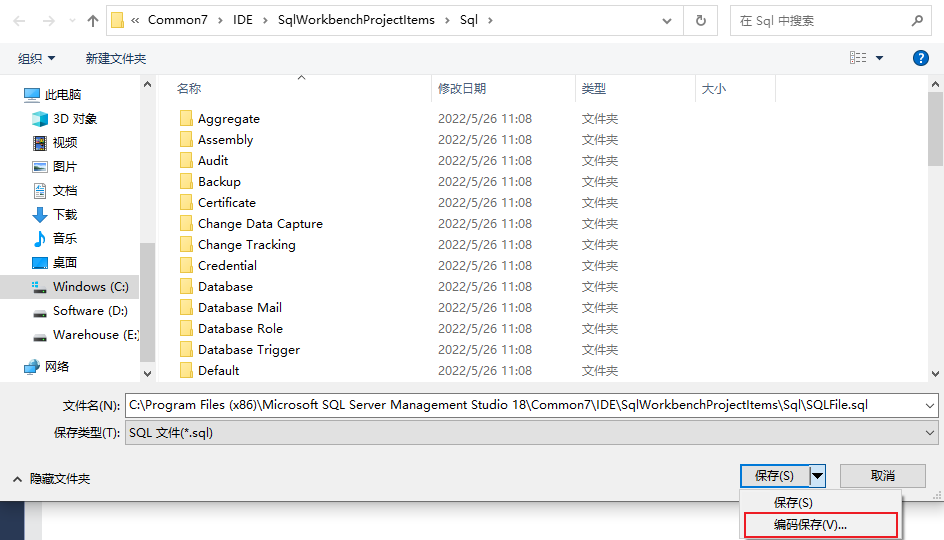 « Common7 › IDE › SqlWorkbenchProjectItems › Sql ›
在 Sql 中搜索
组织
新建文件夹
此电脑
3D 对象
视频
图片
文档
下载
音乐
桌面
Windows (C:)
Software (D:)
Warehouse (E:)
网络
名称 修改日期 类型 大小
Aggregate 2022/5/26 11:08 文件夹
Assembly 2022/5/26 11:08 文件夹
Audit 2022/5/26 11:08 文件夹
Backup 2022/5/26 11:08 文件夹
Certificate 2022/5/26 11:08 文件夹
Change Data Capture 2022/5/26 11:08 文件夹
Change Tracking 2022/5/26 11:08 文件夹
Credential 2022/5/26 11:08 文件夹
Database 2022/5/26 11:08 文件夹
Database Mail 2022/5/26 11:08 文件夹
Database Role 2022/5/26 11:08 文件夹
Database Trigger 2022/5/26 11:08 文件夹
Default 2022/5/26 11:08 文件夹
文件名(N): C:\Program Files (x86)\Microsoft SQL Server Management Studio 18\Common7\IDE\SqlWorkbenchProjectItems\Sql\SQLFile.sql
保存类型(T): SQL 文件(*.sql)
隐藏文件夹
保存(S)
取消
保存(S)
编码保存(V)...